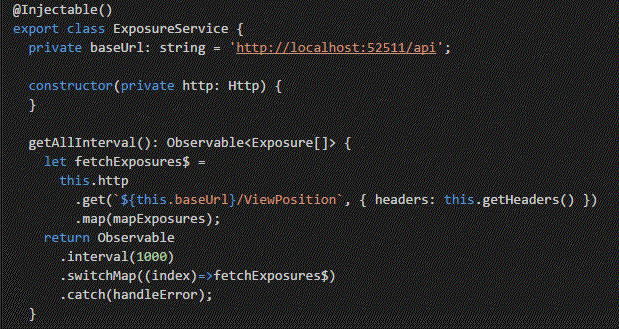 @Injectable()
export class ExposureService {
  private baseUrl: string = 'http://localhost:52511/api';

  constructor(private http: Http) {
  }

  getAllInterval(): Observable<Exposure[]> {
    let fetchExposures$ =
      this.http
        .get(`${this.baseUrl}/ViewPosition`, { headers: this.getHeaders() })
        .map(mapExposures);
    return Observable
      .interval(1000)
      .switchMap((index)=>fetchExposures$)
      .catch(handleError);
  }